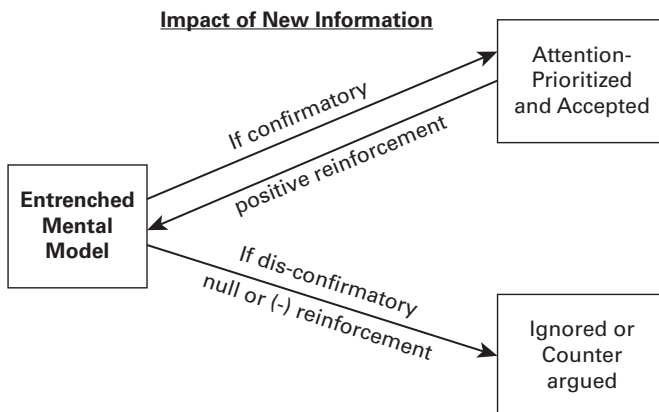 Impact of New Information
Attention-
Prioritized
and Accepted
If confirmatory
positive reinforcement
Entrenched
Mental
Model
If dis-confirmatory
null or (-) reinforcement
Ignored or
Counter
argued